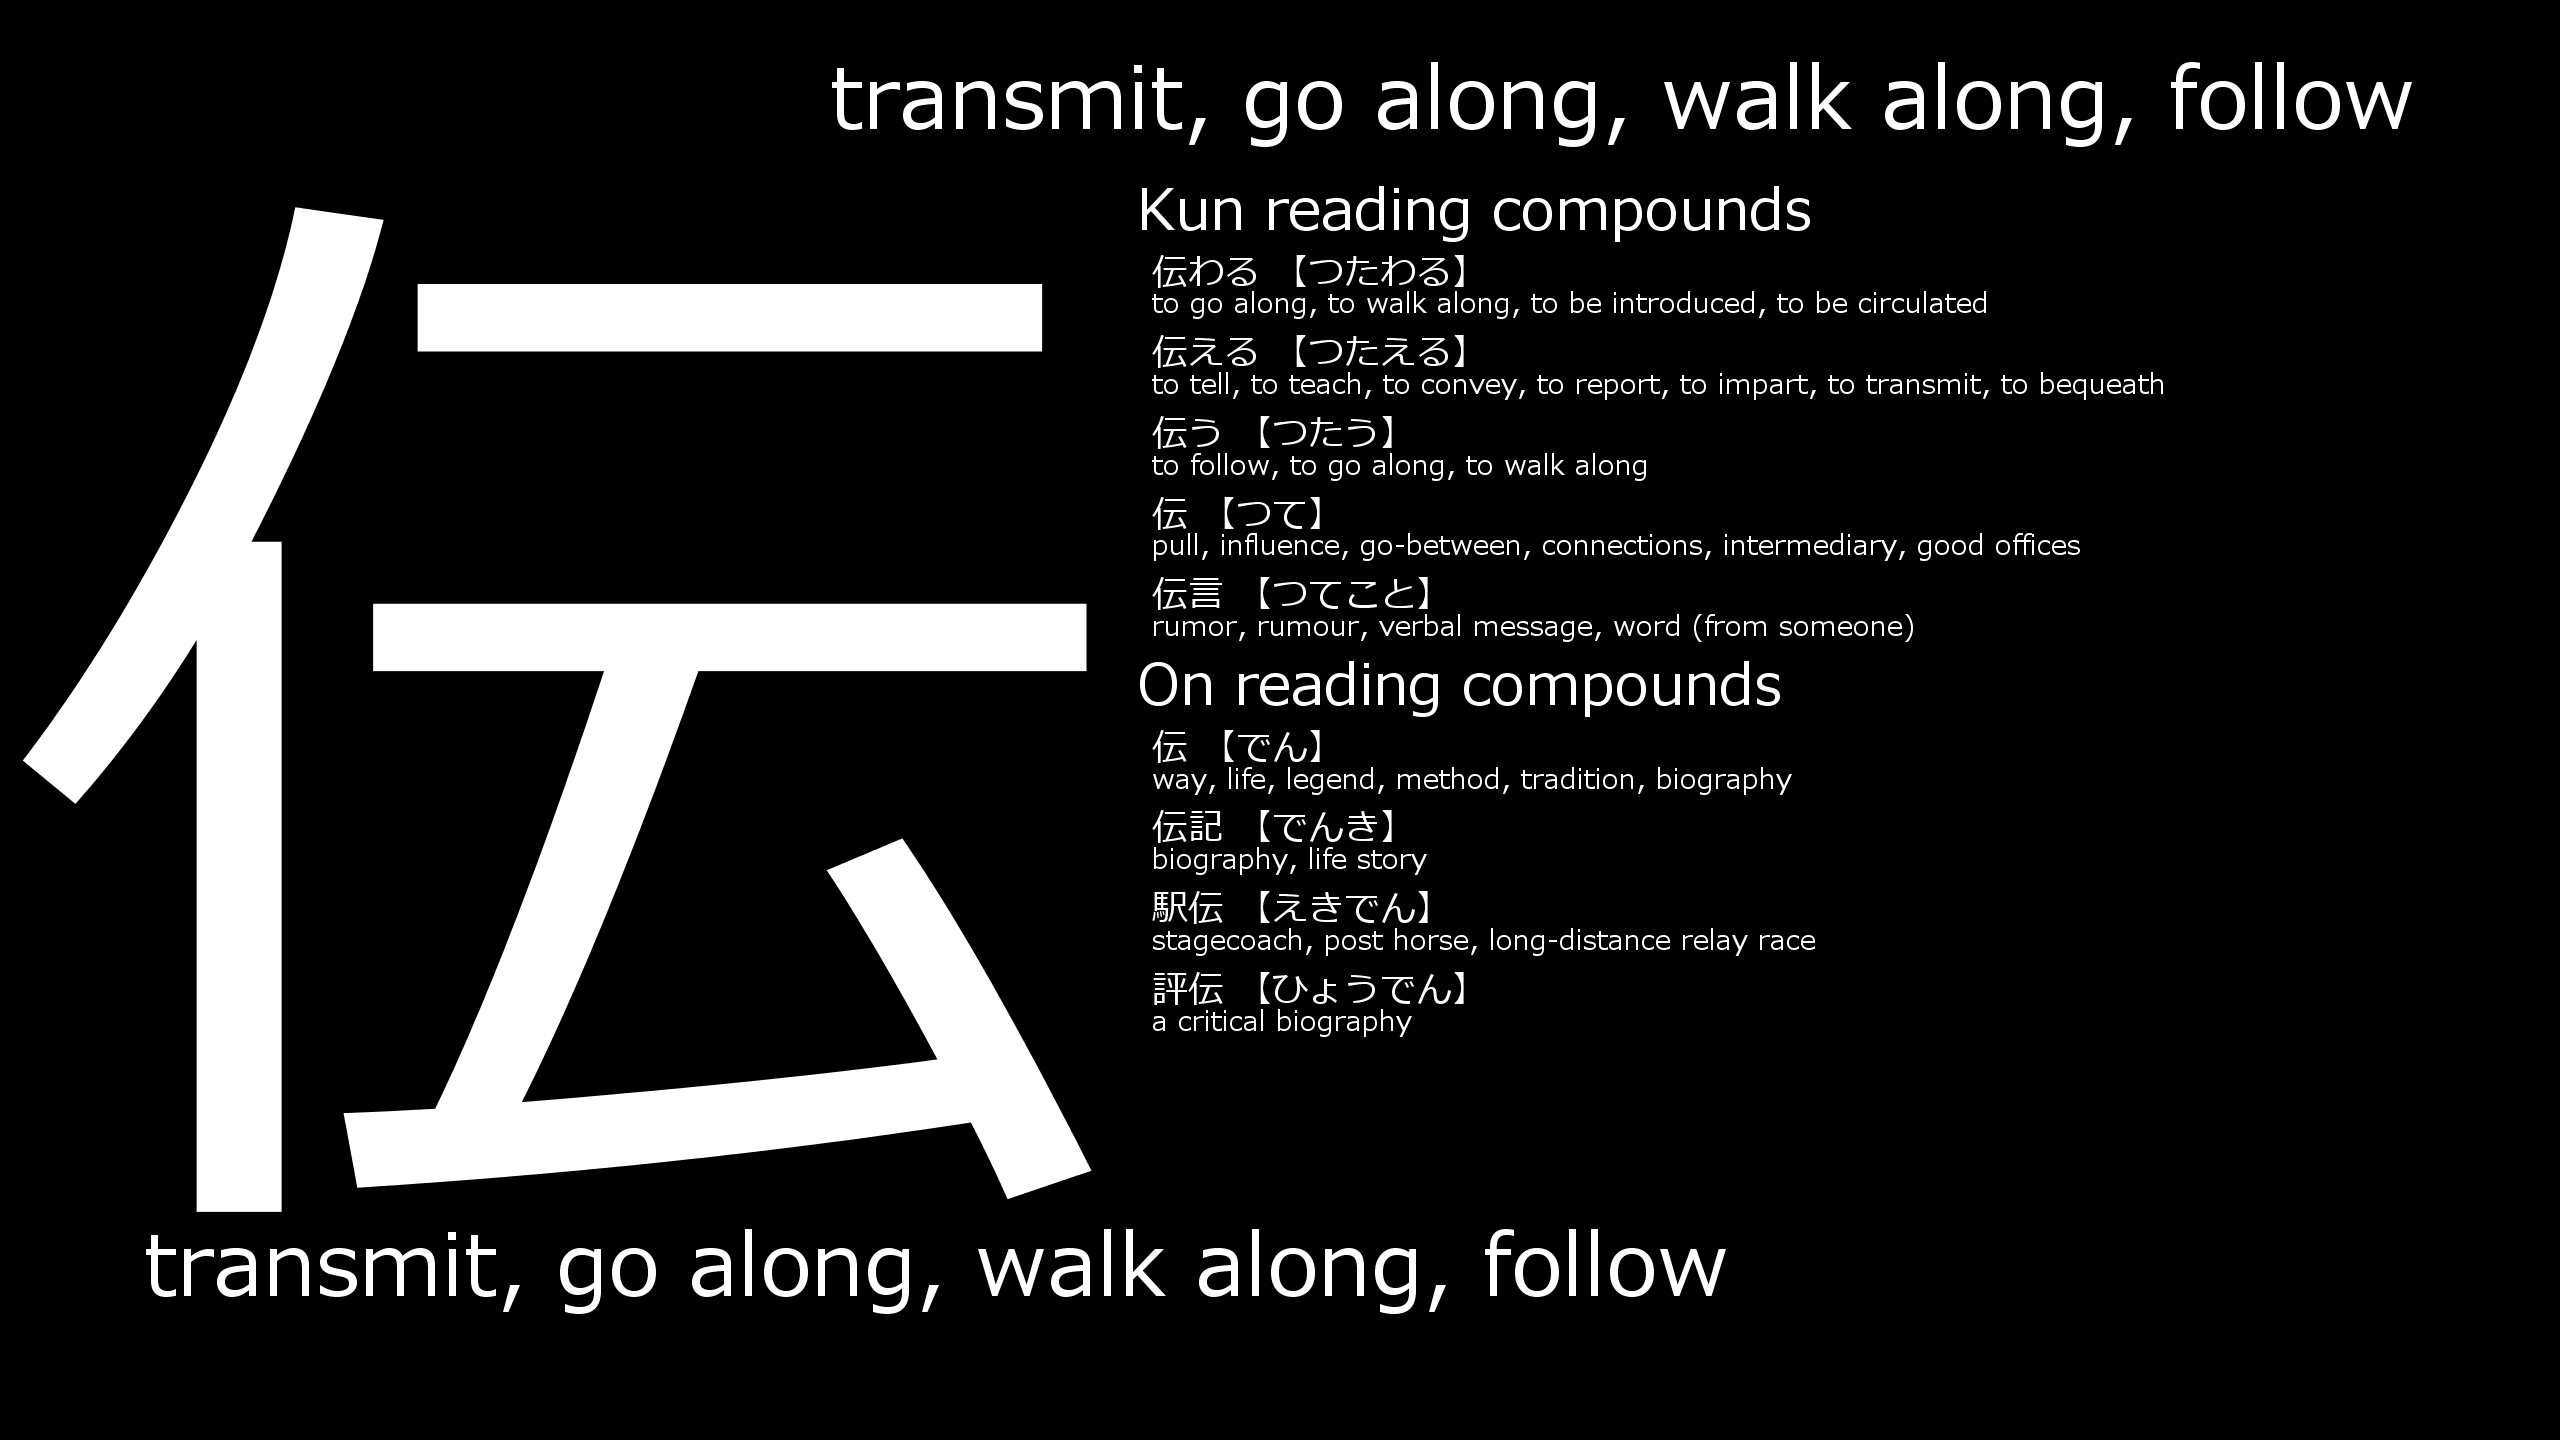 transmit, go along, walk along, follow
伝
Kun reading compounds
伝わる 【つたわる】
to go along, to walk along, to be introduced, to be circulated
伝える 【つたえる】
to tell, to teach, to convey, to report, to impart, to transmit, to bequeath
伝う 【つたう】
to follow, to go along, to walk along
伝 【つて】
pull, influence, go-between, connections, intermediary, good offices
伝言 【つてこと】
rumor, rumour, verbal message, word (from someone)
On reading compounds
伝 【でん】
way, life, legend, method, tradition, biography
伝記 【でんき】
biography, life story
駅伝 【えきでん】
stagecoach, post horse, long-distance relay race
評伝 【ひょうでん】
a critical biography
transmit, go along, walk along, follow